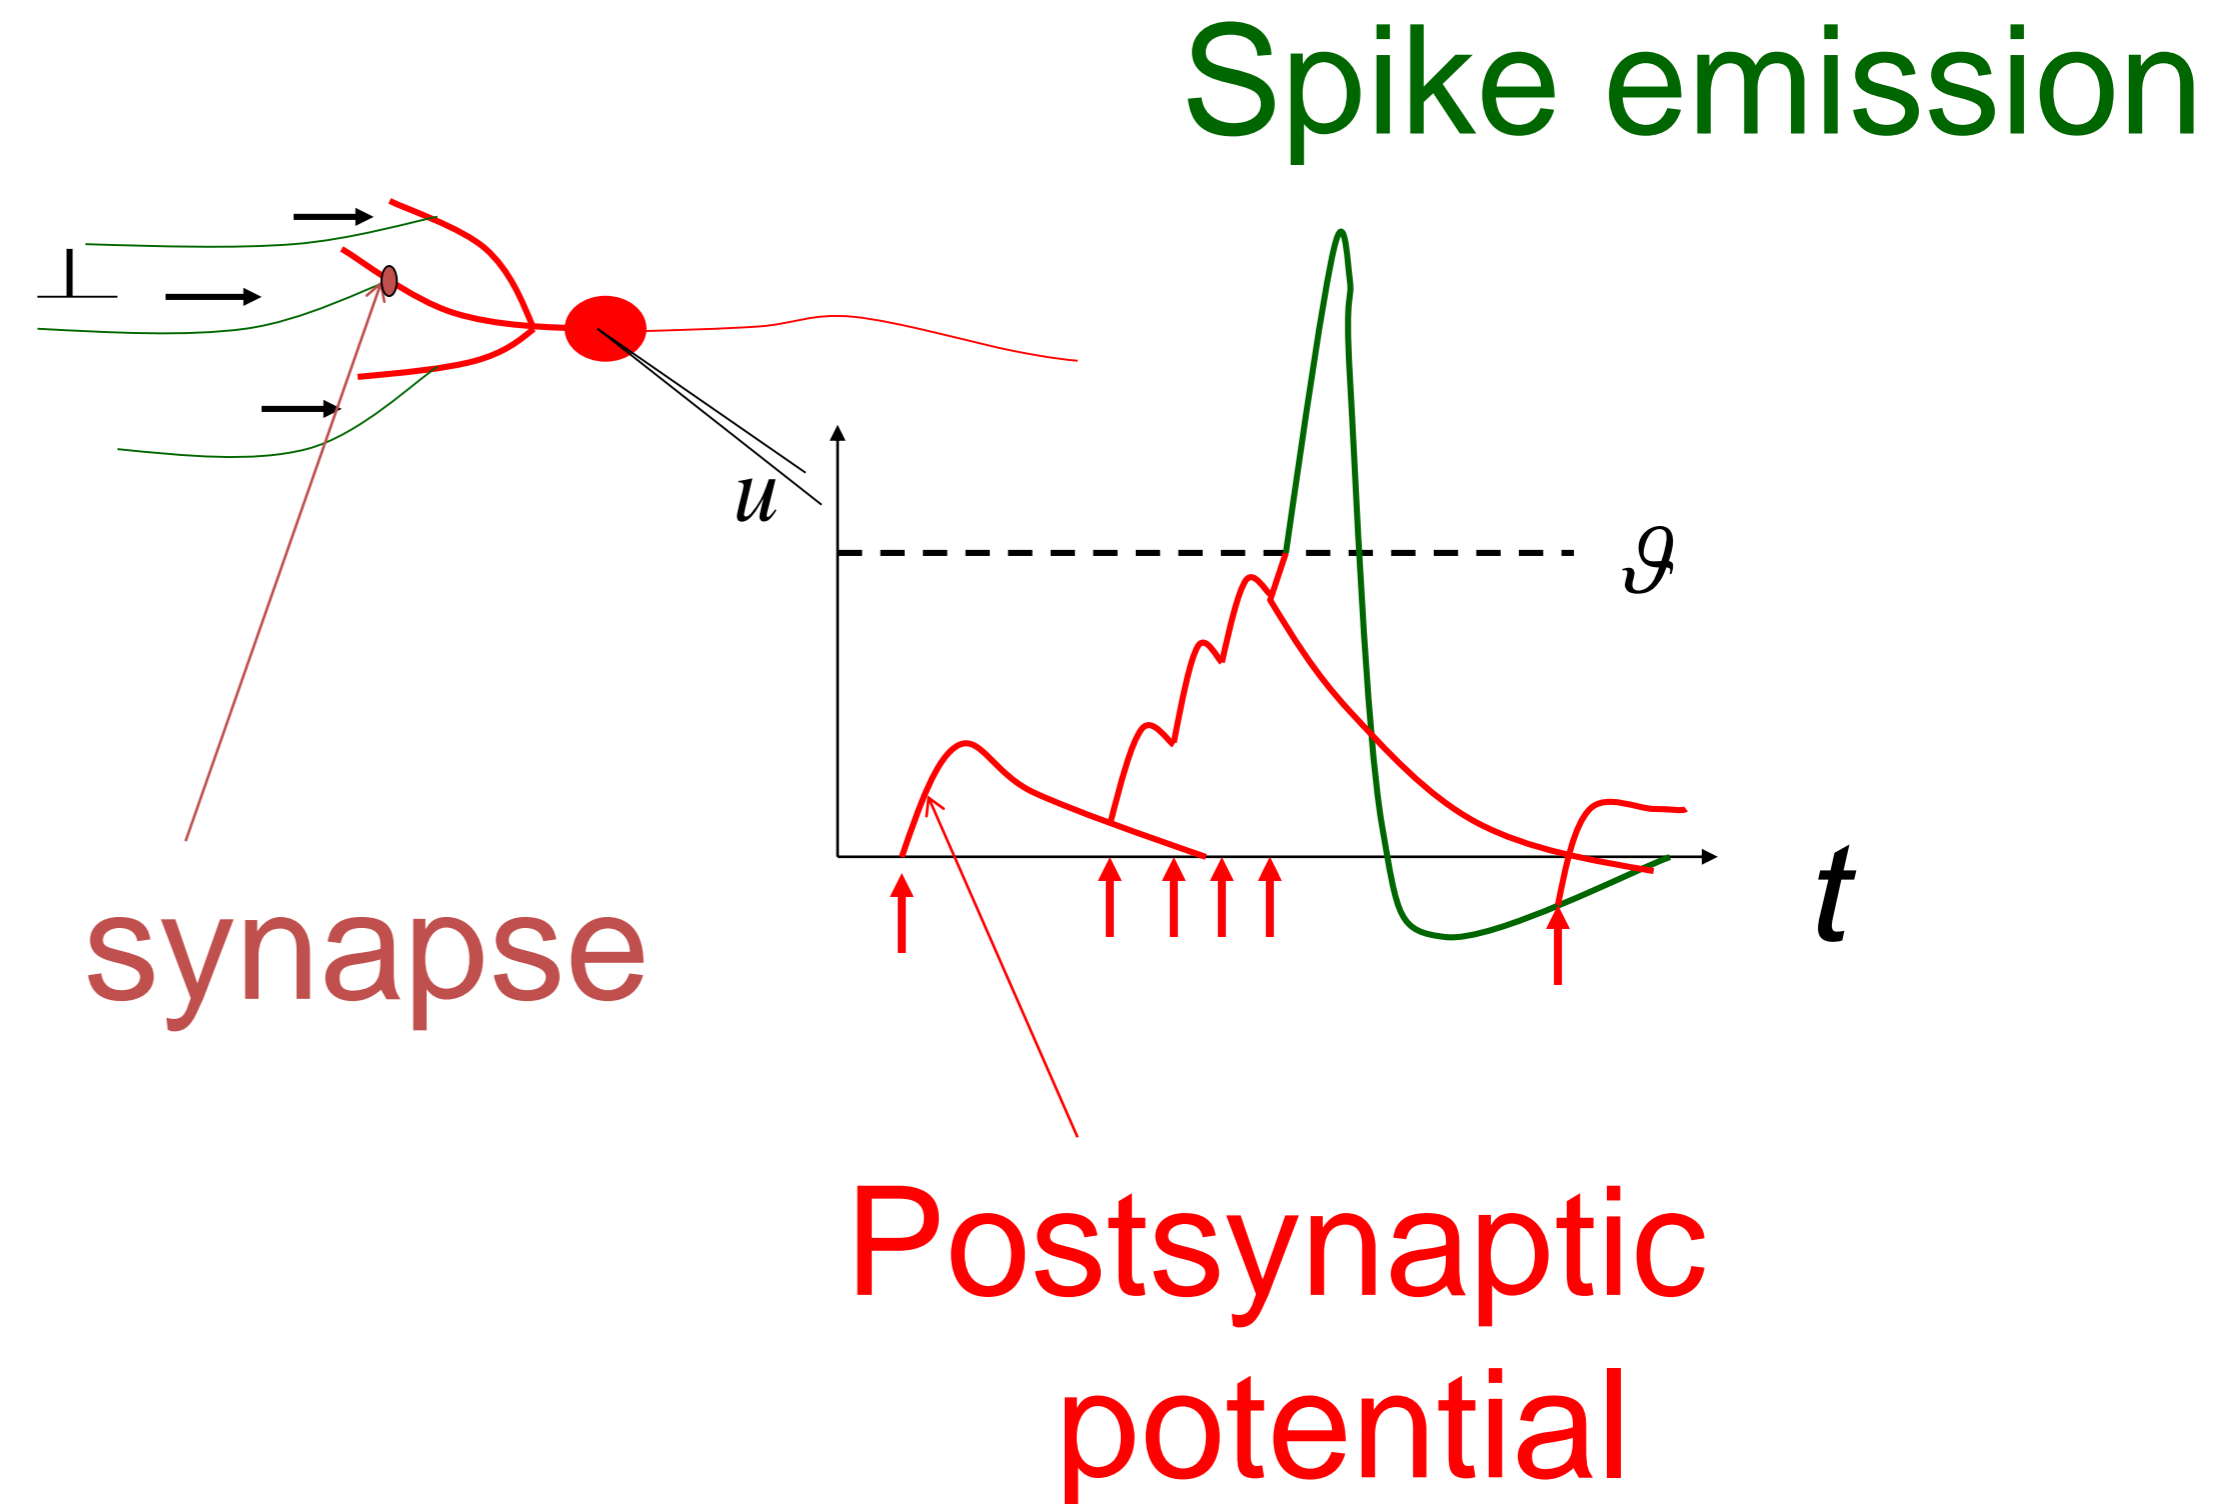 Spike emission
u
ϑ
t
synapse
Postsynaptic
potential